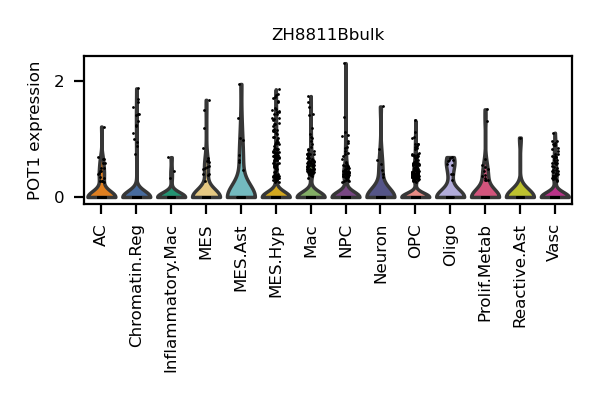 ZH8811Bbulk
POT1 expression
2
0
AC
Chromatin.Reg
Inflammatory.Mac
MES
MES.Ast
MES.Hyp
Mac
NPC
Neuron
OPC
Oligo
Prolif.Metab
Reactive.Ast
Vasc